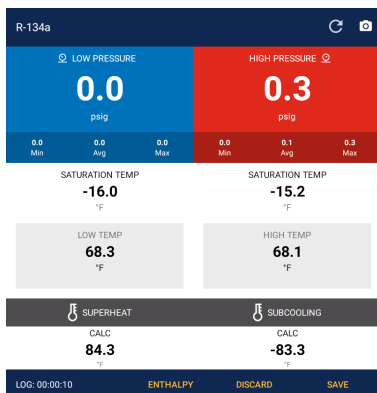 R-134a
LOW PRESSURE
0.0
psig
0.0 0.0 0.0
Min Avg Max
HIGH PRESSURE
0.3
psig
0.0 0.1 0.3
Min Avg Max
SATURATION TEMP
-16.0
°F
SATURATION TEMP
-15.2
°F
LOW TEMP
68.3
°F
HIGH TEMP
68.1
°F
SUPERHEAT
CALC
84.3
°F
SUBCOOLING
CALC
-83.3
°F
LOG: 00:00:10 ENTHALPY DISCARD SAVE